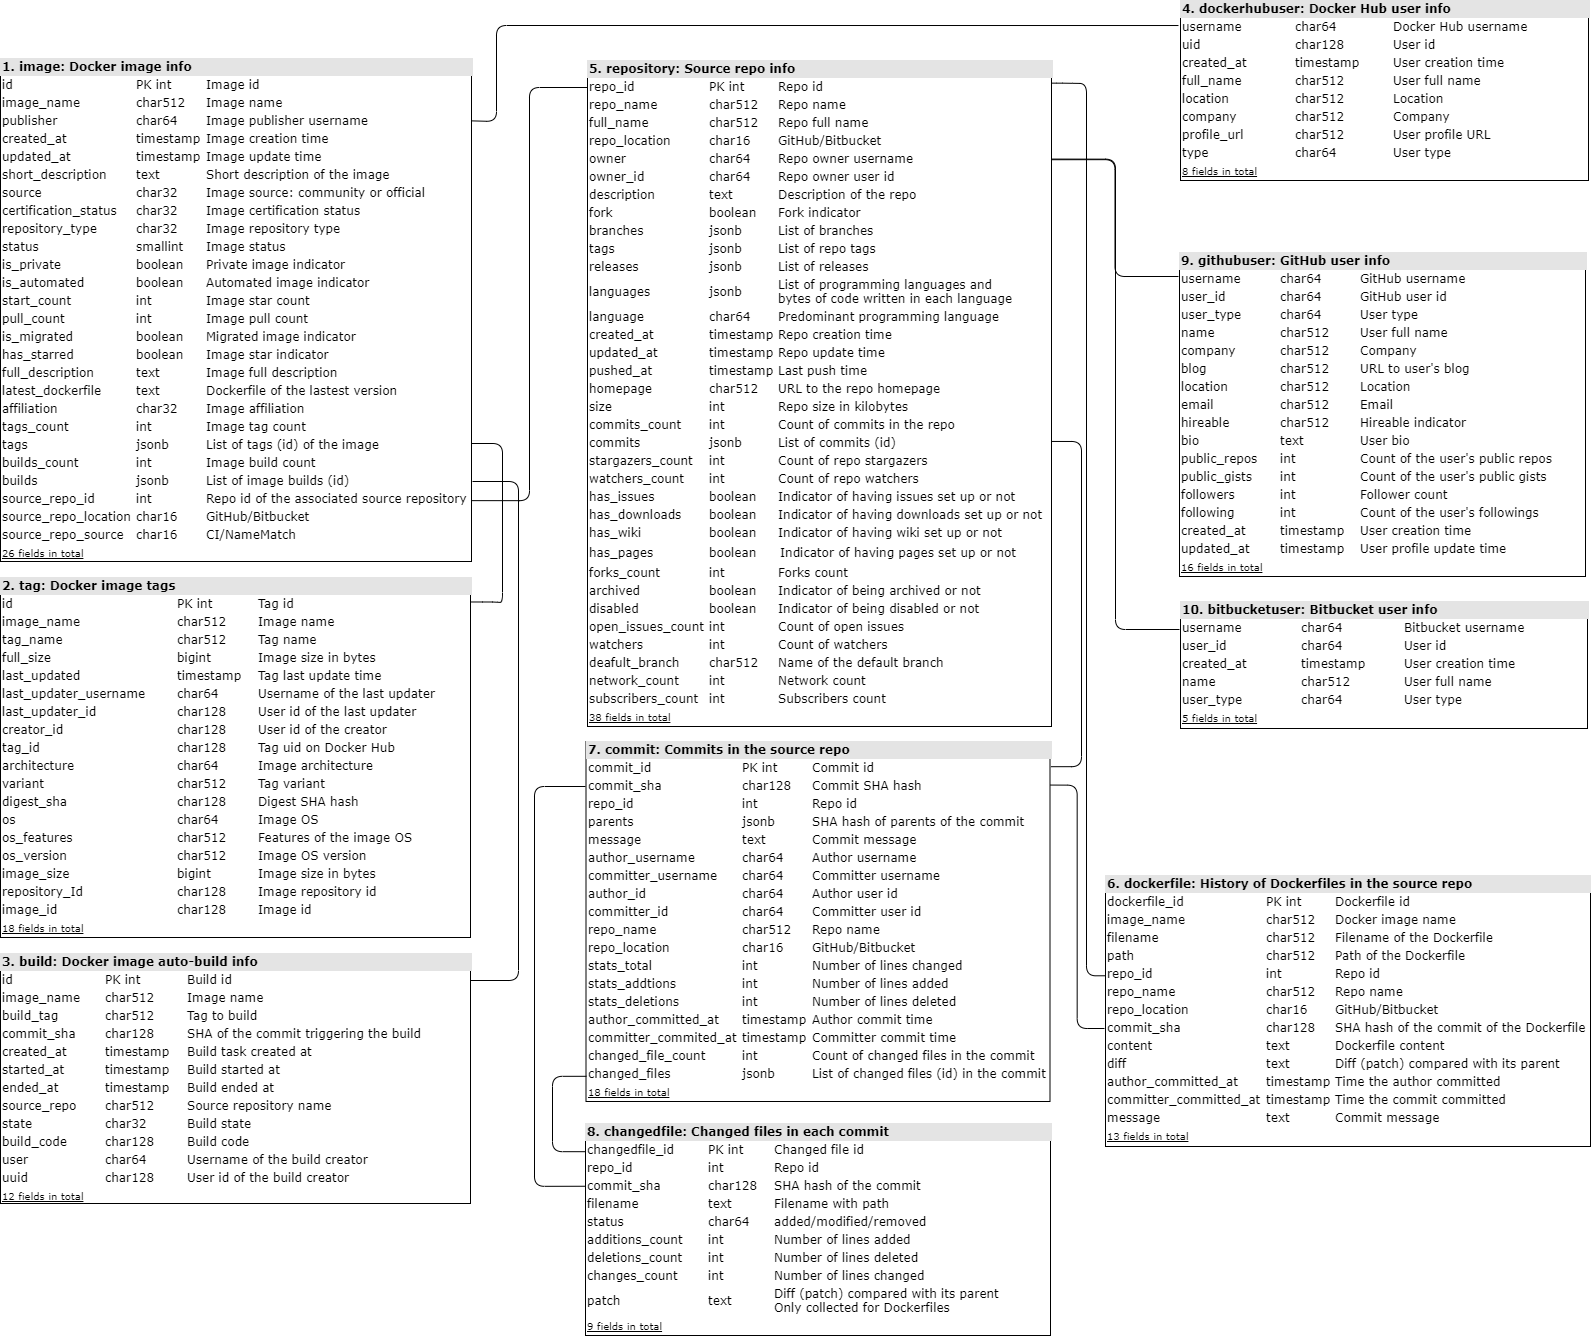 1. image: Docker image info
id PK int Image id
image_name char512 Image name
publisher char64 Image publisher username
created_at timestamp Image creation time
updated_at timestamp Image update time
short_description text Short description of the image
source char32 Image source: community or official
certification_status char32 Image certification status
repository_type char32 Image repository type
status smallint Image status
is_private boolean Private image indicator
is_automated boolean Automated image indicator
start_count int Image star count
pull_count int Image pull count
is_migrated boolean Migrated image indicator
has_starred boolean Image star indicator
full_description text Image full description
latest_dockerfile text Dockerfile of the lastest version
affiliation char32 Image affiliation
tags_count int Image tag count
tags jsonb List of tags (id) of the image
builds_count int Image build count
builds jsonb List of image builds (id)
source_repo_id int Repo id of the associated source repository
source_repo_location char16 GitHub/Bitbucket
source_repo_source char16 CI/NameMatch
26 fields in total
2. tag: Docker image tags
id PK int Tag id
image_name char512 Image name
tag_name char512 Tag name
full_size bigint Image size in bytes
last_updated timestamp Tag last update time
last_updater_username char64 Username of the last updater
last_updater_id char128 User id of the last updater
creator_id char128 User id of the creator
tag_id char128 Tag uid on Docker Hub
architecture char64 Image architecture
variant char512 Tag variant
digest_sha char128 Digest SHA hash
os char64 Image OS
os_features char512 Features of the image OS
os_version char512 Image OS version
image_size bigint Image size in bytes
repository_Id char128 Image repository id
image_id char128 Image id
18 fields in total
3. build: Docker image auto-build info
id PK int Build id
image_name char512 Image name
build_tag char512 Tag to build
commit_sha char128 SHA of the commit triggering the build
created_at timestamp Build task created at
started_at timestamp Build started at
ended_at timestamp Build ended at
source_repo char512 Source repository name
state char32 Build state
build_code char128 Build code
user char64 Username of the build creator
uuid char128 User id of the build creator
12 fields in total
4. dockerhubuser: Docker Hub user info
username char64 Docker Hub username
uid char128 User id
created_at timestamp User creation time
full_name char512 User full name
location char512 Location
company char512 Company
profile_url char512 User profile URL
type char64 User type
8 fields in total
5. repository: Source repo info
repo_id PK int Repo id
repo_name char512 Repo name
full_name char512 Repo full name
repo_location char16 GitHub/Bitbucket
owner char64 Repo owner username
owner_id char64 Repo owner user id
description text Description of the repo
fork boolean Fork indicator
branches jsonb List of branches
tags jsonb List of repo tags
releases jsonb List of releases
languages jsonb List of programming languages and
bytes of code written in each language
language char64 Predominant programming language
created_at timestamp Repo creation time
updated_at timestamp Repo update time
pushed_at timestamp Last push time
homepage char512 URL to the repo homepage
size int Repo size in kilobytes
commits_count int Count of commits in the repo
commits jsonb List of commits (id)
stargazers_count int Count of repo stargazers
watchers_count int Count of repo watchers
has_issues boolean Indicator of having issues set up or not
has_downloads boolean Indicator of having downloads set up or not
has_wiki boolean Indicator of having wiki set up or not
has_pages boolean Indicator of having pages set up or not
forks_count int Forks count
archived boolean Indicator of being archived or not
disabled boolean Indicator of being disabled or not
open_issues_count int Count of open issues
watchers int Count of watchers
deafult_branch char512 Name of the default branch
network_count int Network count
subscribers_count int Subscribers count
38 fields in total
7. commit: Commits in the source repo
commit_id PK int Commit id
commit_sha char128 Commit SHA hash
repo_id int Repo id
parents jsonb SHA hash of parents of the commit
message text Commit message
author_username char64 Author username
committer_username char64 Committer username
author_id char64 Author user id
committer_id char64 Committer user id
repo_name char512 Repo name
repo_location char16 GitHub/Bitbucket
stats_total int Number of lines changed
stats_addtions int Number of lines added
stats_deletions int Number of lines deleted
author_committed_at timestamp Author commit time
committer_commited_at timestamp Committer commit time
changed_file_count int Count of changed files in the commit
changed_files jsonb List of changed files (id) in the commit
18 fields in total
8. changedfile: Changed files in each commit
changedfile_id PK int Changed file id
repo_id int Repo id
commit_sha char128 SHA hash of the commit
filename text Filename with path
status char64 added/modified/removed
additions_count int Number of lines added
deletions_count int Number of lines deleted
changes_count int Number of lines changed
patch text Diff (patch) compared with its parent
Only collected for Dockerfiles
9 fields in total
9. githubuser: GitHub user info
username char64 GitHub username
user_id char64 GitHub user id
user_type char64 User type
name char512 User full name
company char512 Company
blog char512 URL to user's blog
location char512 Location
email char512 Email
hireable char512 Hireable indicator
bio text User bio
public_repos int Count of the user's public repos
public_gists int Count of the user's public gists
followers int Follower count
following int Count of the user's followings
created_at timestamp User creation time
updated_at timestamp User profile update time
16 fields in total
10. bitbucketuser: Bitbucket user info
username char64 Bitbucket username
user_id char64 User id
created_at timestamp User creation time
name char512 User full name
user_type char64 User type
5 fields in total
6. dockerfile: History of Dockerfiles in the source repo
dockerfile_id PK int Dockerfile id
image_name char512 Docker image name
filename char512 Filename of the Dockerfile
path char512 Path of the Dockerfile
repo_id int Repo id
repo_name char512 Repo name
repo_location char16 GitHub/Bitbucket
commit_sha char128 SHA hash of the commit of the Dockerfile
content text Dockerfile content
diff text Diff (patch) compared with its parent
author_committed_at timestamp Time the author committed
committer_committed_at timestamp Time the commit committed
message text Commit message
13 fields in total